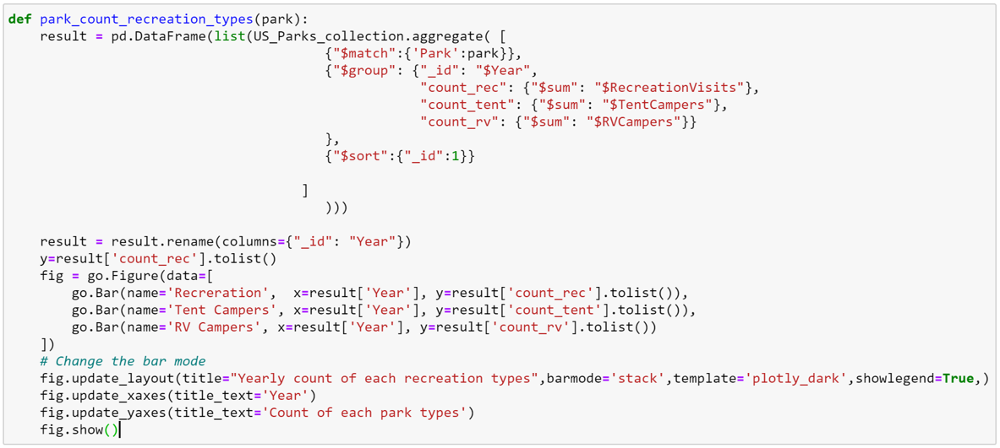 def park_count_recreation_types(park):
    result = pd.DataFrame(list(US_Parks_collection.aggregate( [
                                    {"$match":{'Park':park}},
                                    {"$group": {"_id": "$Year",
                                                "count_rec": {"$sum": "$RecreationVisits"},
                                                "count_tent": {"$sum": "$TentCampers"},
                                                "count_rv": {"$sum": "$RVCampers"}}
                                    },
                                    {"$sort":{"_id":1}}
                                 ]
                                    )))
    result = result.rename(columns={"_id": "Year"})
    y=result['count_rec'].tolist()
    fig = go.Figure(data=[
        go.Bar(name='Recreration',  x=result['Year'], y=result['count_rec'].tolist()),
        go.Bar(name='Tent Campers', x=result['Year'], y=result['count_tent'].tolist()),
        go.Bar(name='RV Campers', x=result['Year'], y=result['count_rv'].tolist())
    ])
    # Change the bar mode
    fig.update_layout(title="Yearly count of each recreation types",barmode='stack',template='plotly_dark',showlegend=True,)
    fig.update_xaxes(title_text='Year')
    fig.update_yaxes(title_text='Count of each park types')
    fig.show()